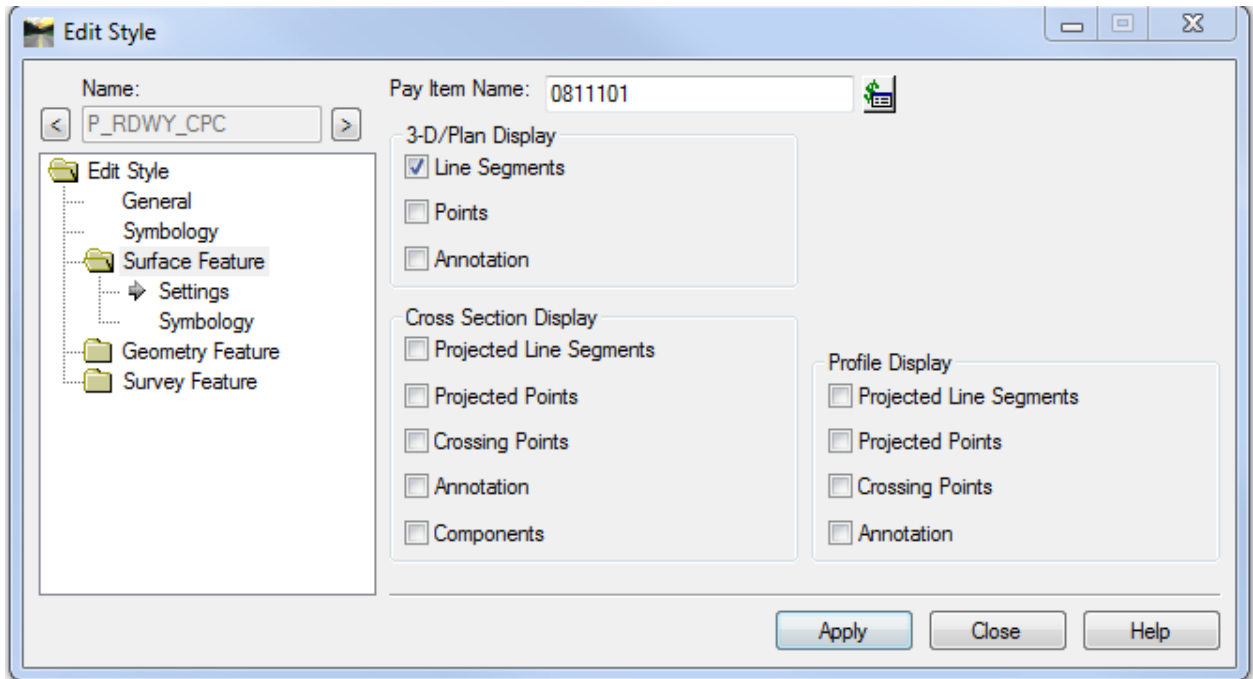 Edit Style
Name:
< P_RDWY_CPC >
Edit Style
General
Symbology
Surface Feature
Settings
Symbology
Geometry Feature
Survey Feature
Pay Item Name: 0811101
3-D/Plan Display
Line Segments
Points
Annotation
Cross Section Display
Projected Line Segments
Projected Points
Crossing Points
Annotation
Components
Profile Display
Projected Line Segments
Projected Points
Crossing Points
Annotation
Apply Close Help